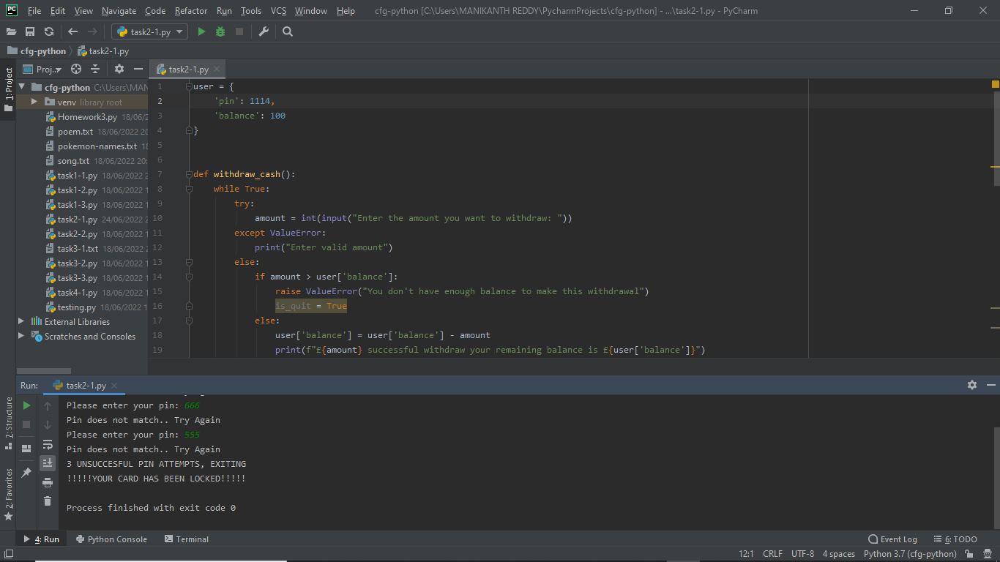 PC File Edit View Navigate Code Refactor Run Tools VCS Window Help cfg-python [C:\Users\MANIKANTH REDDY\PycharmProjects\cfg-python] - ...\task2-1.py - PyCharm
task2-1.py
cfg-python task2-1.py
1: Project
Proj..
task2-1.py
cfg-python C:\Users\MAN
venv library root
Homework3.py 18/06/2
poem.txt 18/06/2022 20
pokemon-names.txt 18
song.txt 18/06/2022 20:
task1-1.py 18/06/2022 2
task1-2.py 18/06/2022 1
task1-3.py 18/06/2022 1
task2-1.py 24/06/2022 2
task2-2.py 18/06/2022 1
task3-1.txt 18/06/2022 2
task3-2.py 18/06/2022 1
task3-3.py 18/06/2022 1
task4-1.py 18/06/2022 1
testing.py 18/06/2022 1
External Libraries
Scratches and Consoles
1 user = {
2 'pin': 1114,
3 'balance': 100
4 }
5
6
7 def withdraw_cash():
8 while True:
9 try:
10 amount = int(input("Enter the amount you want to withdraw: "))
11 except ValueError:
12 print("Enter valid amount")
13 else:
14 if amount > user['balance']:
15 raise ValueError("You don't have enough balance to make this withdrawal")
16 is_quit = True
17 else:
18 user['balance'] = user['balance'] - amount
19 print(f"£{amount} successful withdraw your remaining balance is £{user['balance']}")
Run: task2-1.py
Please enter your pin: 666
Pin does not match.. Try Again
Please enter your pin: 555
Pin does not match.. Try Again
3 UNSUCCESFUL PIN ATTEMPTS, EXITING
!!!!!YOUR CARD HAS BEEN LOCKED!!!!!
Process finished with exit code 0
7: Structure
2: Favorites
4: Run Python Console Terminal Event Log 6: TODO
12:1 CRLF UTF-8 4 spaces Python 3.7 (cfg-python)